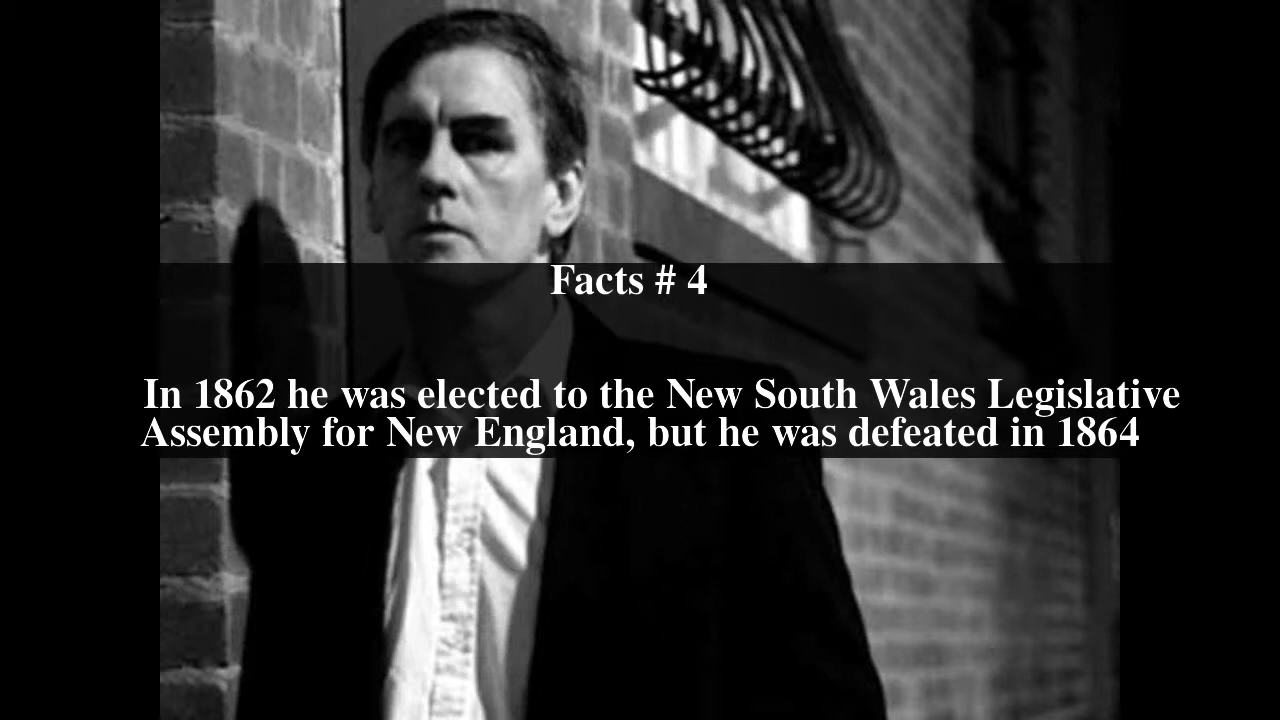 Facts # 4
In 1862 he was elected to the New South Wales Legislative
Assembly for New England, but he was defeated in 1864